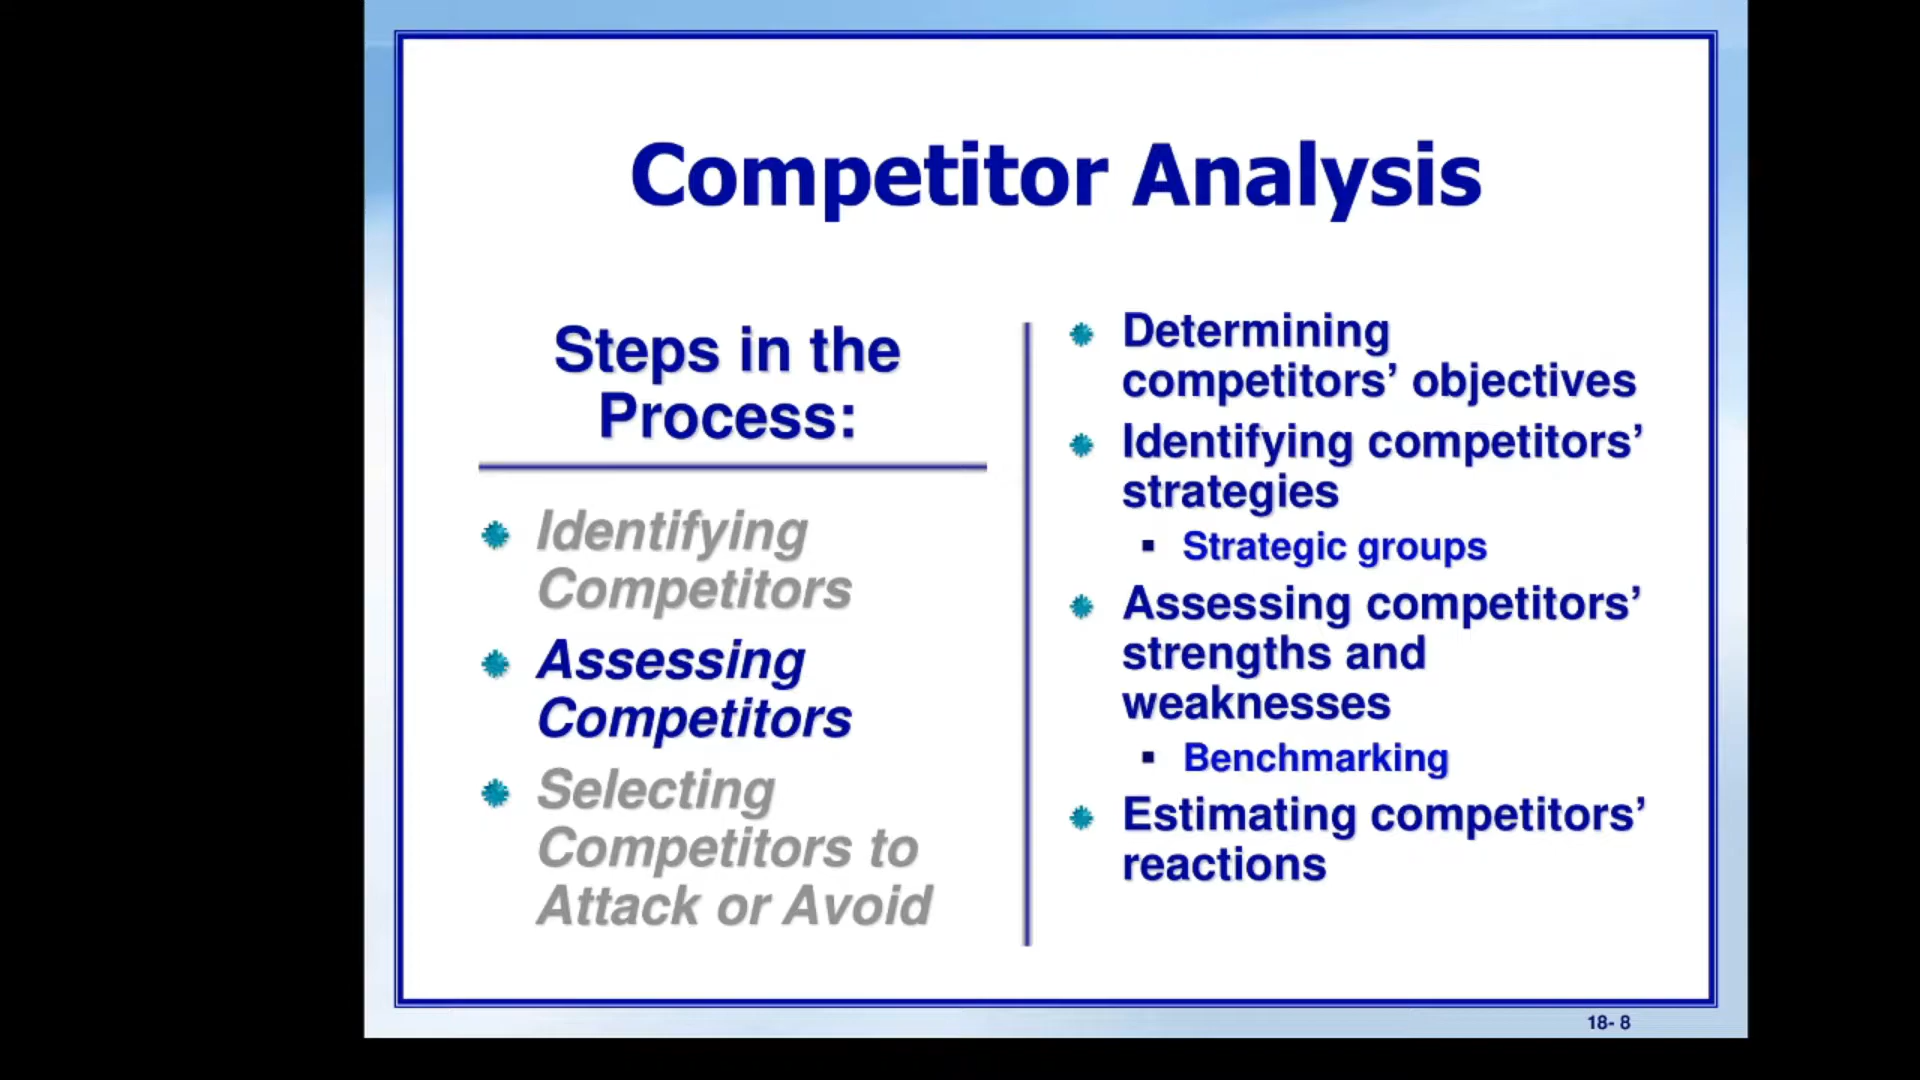 Competitor Analysis
Steps in the
Process:
Identifying
Competitors
Assessing
Competitors
Selecting
Competitors to
Attack or Avoid
Determining
competitors’ objectives
Identifying competitors’
strategies
Strategic groups
Assessing competitors’
strengths and
weaknesses
Benchmarking
Estimating competitors’
reactions
18- 8